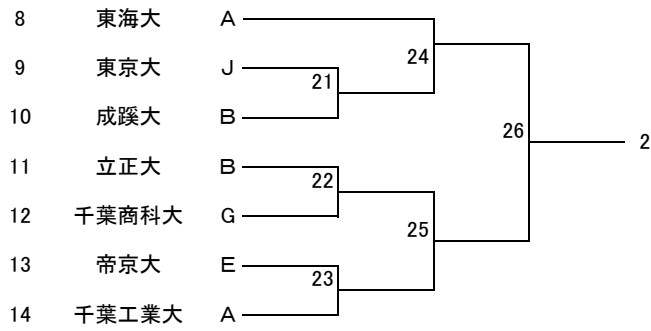 8 東海大 A
24
9 東京大 J
21
10 成蹊大 B
26
2
11 立正大 B
22
12 千葉商科大 G
25
13 帝京大 E
23
14 千葉工業大 A